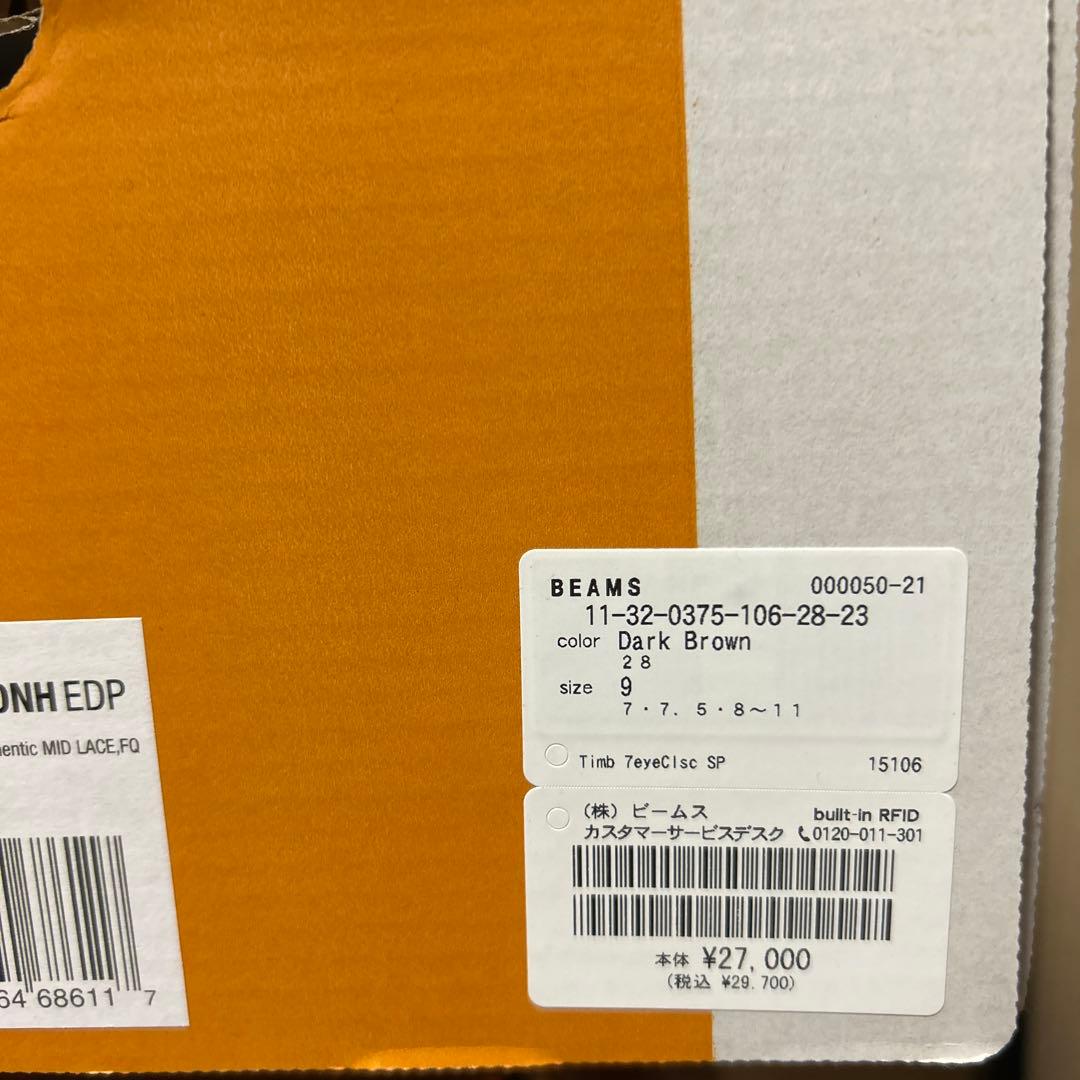 BEAMS 000050-21
11-32-0375-106-28-23
color Dark Brown
28
size 9
7・7.5・8〜11
Timb 7eyeClsc SP 15106
(株)ビームス built-in RFID
カスタマーサービスデスク 0120-011-301
本体 ¥27,000
(税込 ¥29.700)
ONH EDP
entic MID LACE,FQ
64 68611 7